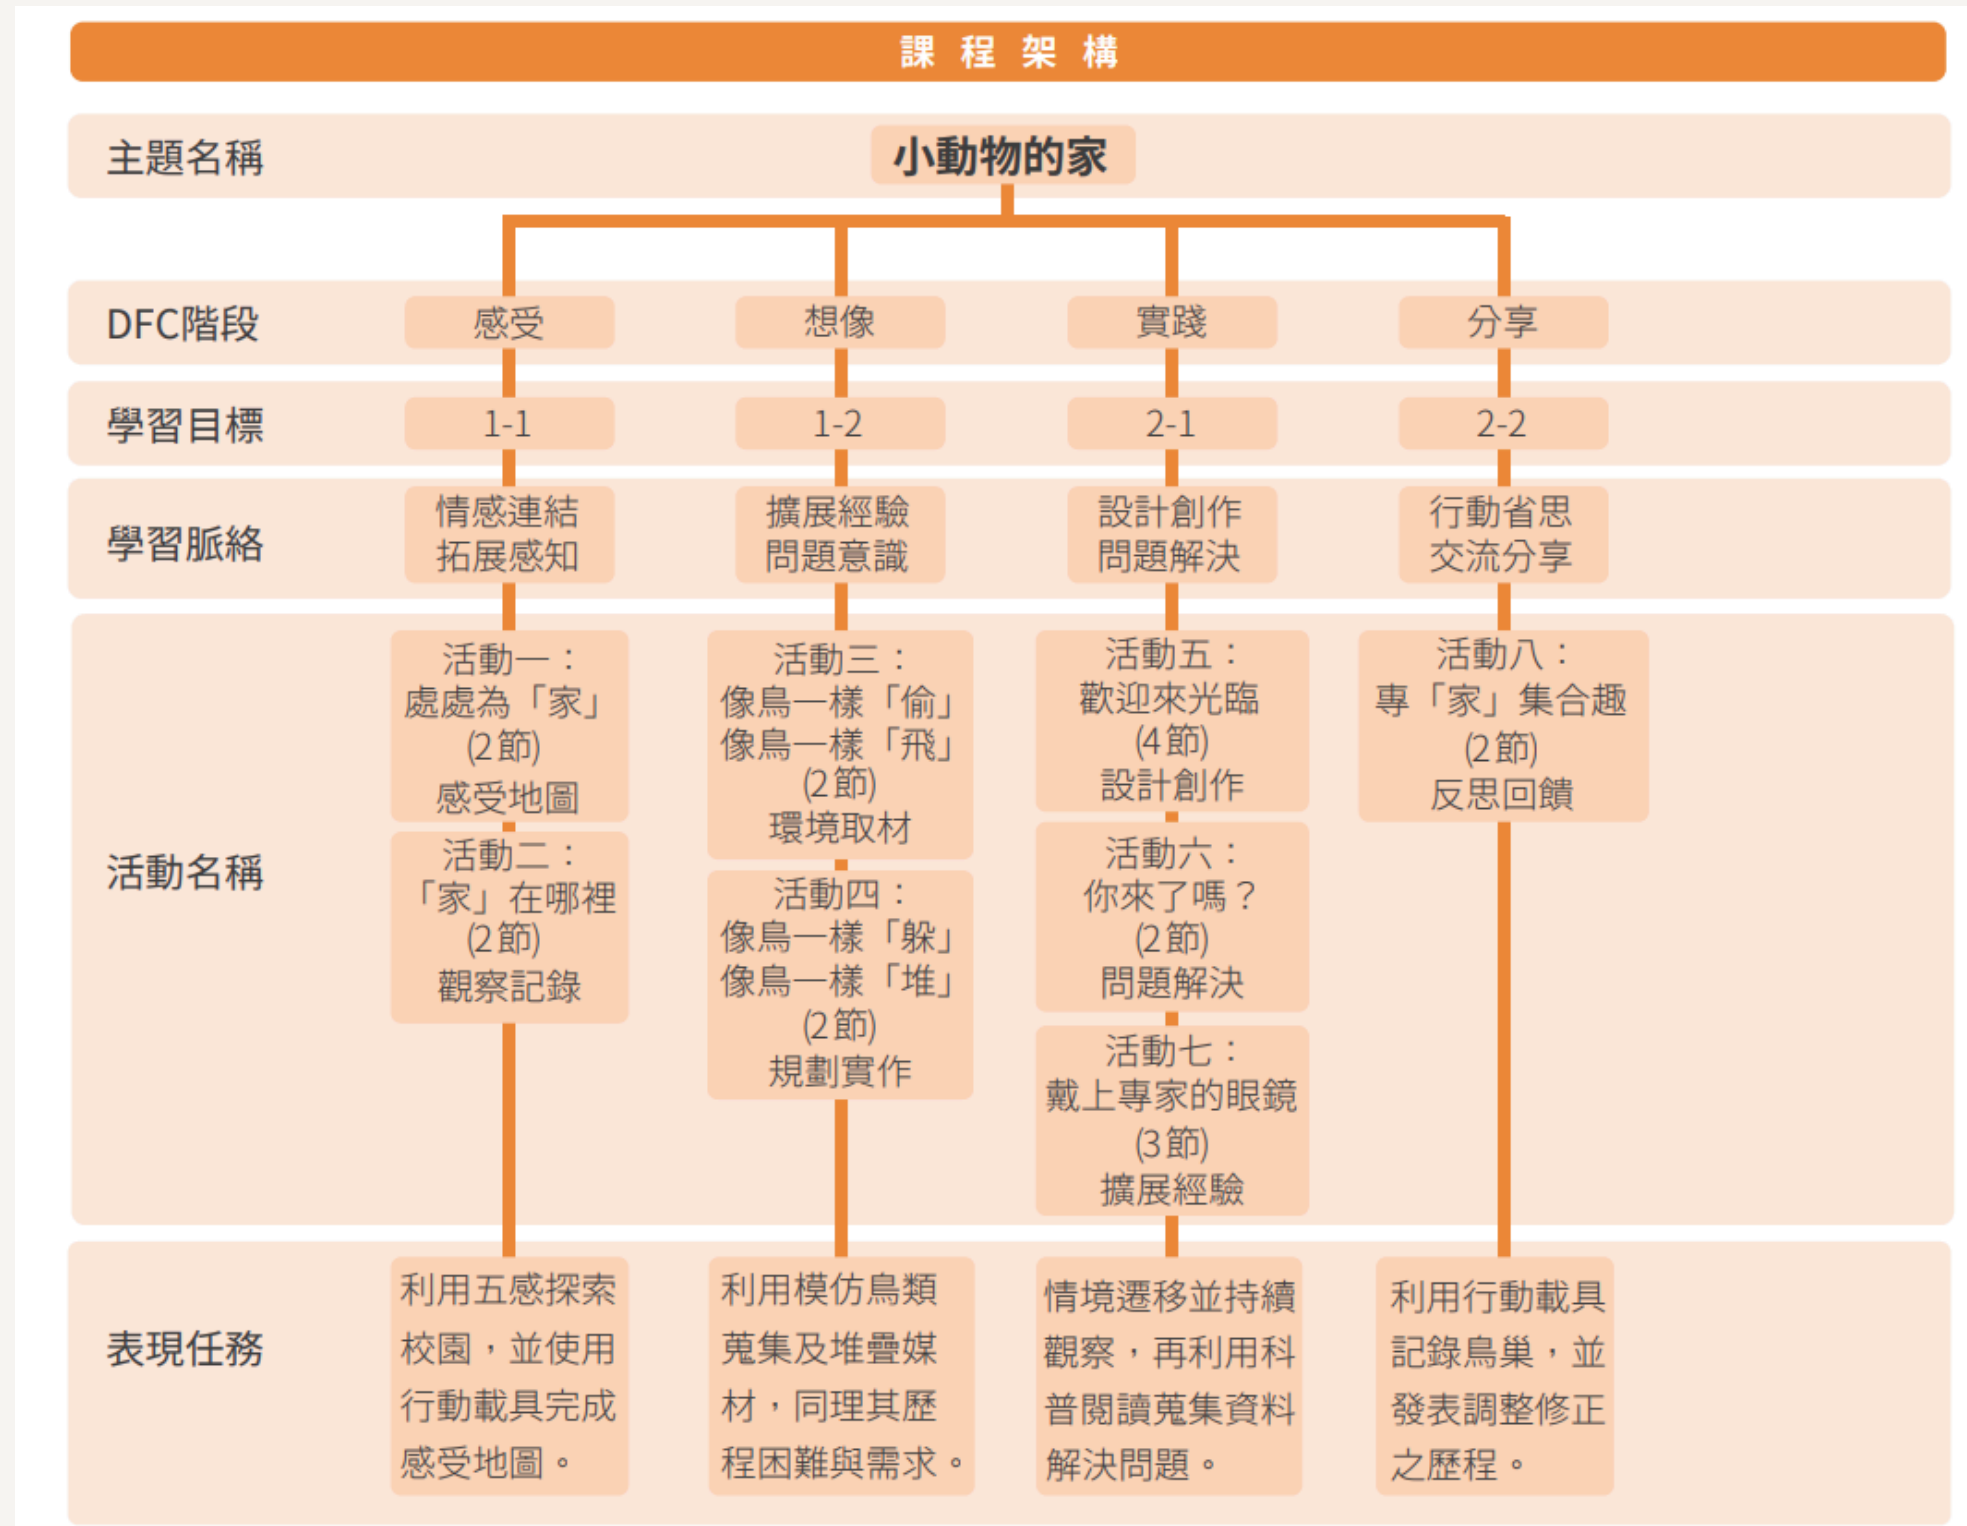 課程架構
主題名稱
小動物的家
DFC階段
感受
想像
實踐
分享
學習目標
1-1
1-2
2-1
2-2
學習脈絡
情感連結
拓展感知
擴展經驗
問題意識
設計創作
問題解決
行動省思
交流分享
活動名稱
活動一：
處處為「家」
(2節)
感受地圖
活動二：
「家」在哪裡
(2節)
觀察記錄
活動三：
像鳥一樣「偷」
像鳥一樣「飛」
(2節)
環境取材
活動四：
像鳥一樣「躲」
像鳥一樣「堆」
(2節)
規劃實作
活動五：
歡迎來光臨
(4節)
設計創作
活動六：
你來了嗎？
(2節)
問題解決
活動七：
戴上專家的眼鏡
(3節)
擴展經驗
活動八：
專「家」集合趣
(2節)
反思回饋
表現任務
利用五感探索
校園，並使用
行動載具完成
感受地圖。
利用模仿鳥類
蒐集及堆疊媒
材，同理其歷
程困難與需求。
情境遷移並持續
觀察，再利用科
普閱讀蒐集資料
解決問題。
利用行動載具
記錄鳥巢，並
發表調整修正
之歷程。